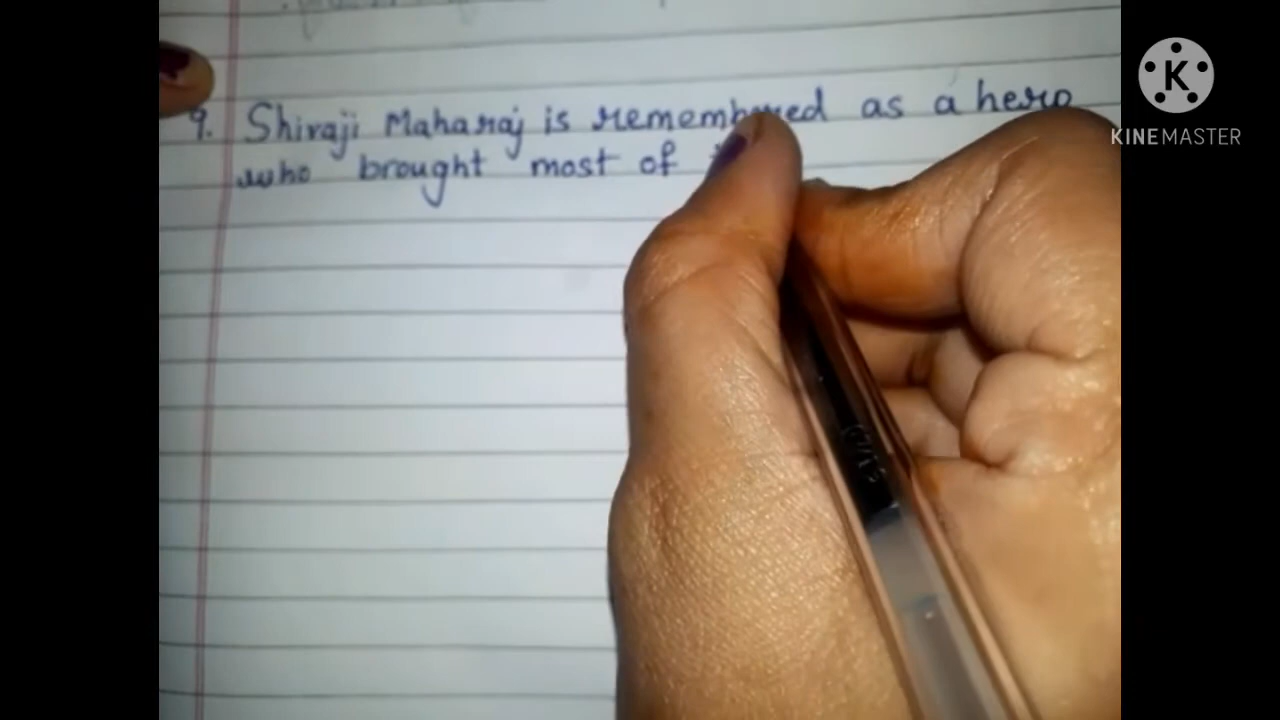 9. Shivaji Maharaj is remembered as a hero
who brought most of
K
KINEMASTER